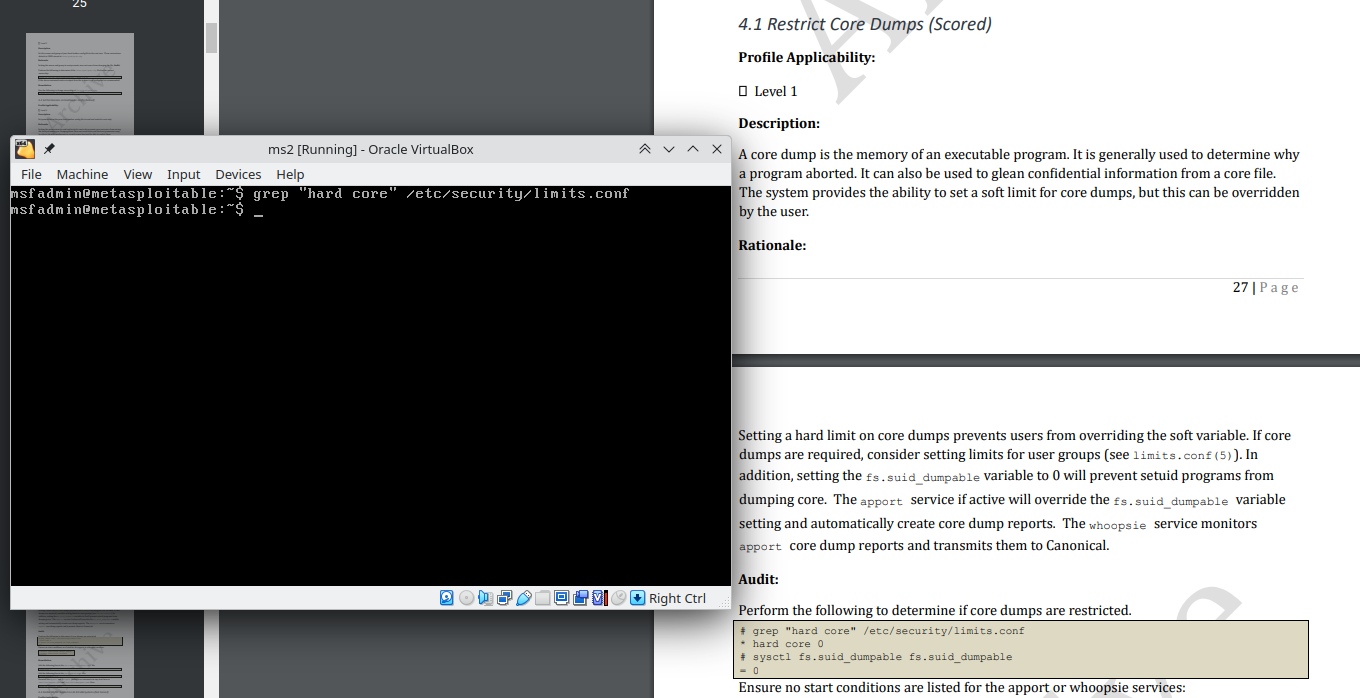 25
4.1 Restrict Core Dumps (Scored)
Profile Applicability:
Level 1
Description:
A core dump is the memory of an executable program. It is generally used to determine why
a program aborted. It can also be used to glean confidential information from a core file.
The system provides the ability to set a soft limit for core dumps, but this can be overridden
by the user.
Rationale:
27 | Page
ms2 [Running] - Oracle VirtualBox
File Machine View Input Devices Help
msfadmin@metasploitable:~$ grep "hard core" /etc/security/limits.conf
msfadmin@metasploitable:~$ _
Right Ctrl
Setting a hard limit on core dumps prevents users from overriding the soft variable. If core
dumps are required, consider setting limits for user groups (see limits.conf(5)). In
addition, setting the fs.suid_dumpable variable to 0 will prevent setuid programs from
dumping core. The apport service if active will override the fs.suid_dumpable variable
setting and automatically create core dump reports. The whoopsie service monitors
apport core dump reports and transmits them to Canonical.
Audit:
Perform the following to determine if core dumps are restricted.
# grep "hard core" /etc/security/limits.conf
* hard core 0
# sysctl fs.suid_dumpable fs.suid_dumpable
= 0
Ensure no start conditions are listed for the apport or whoopsie services: